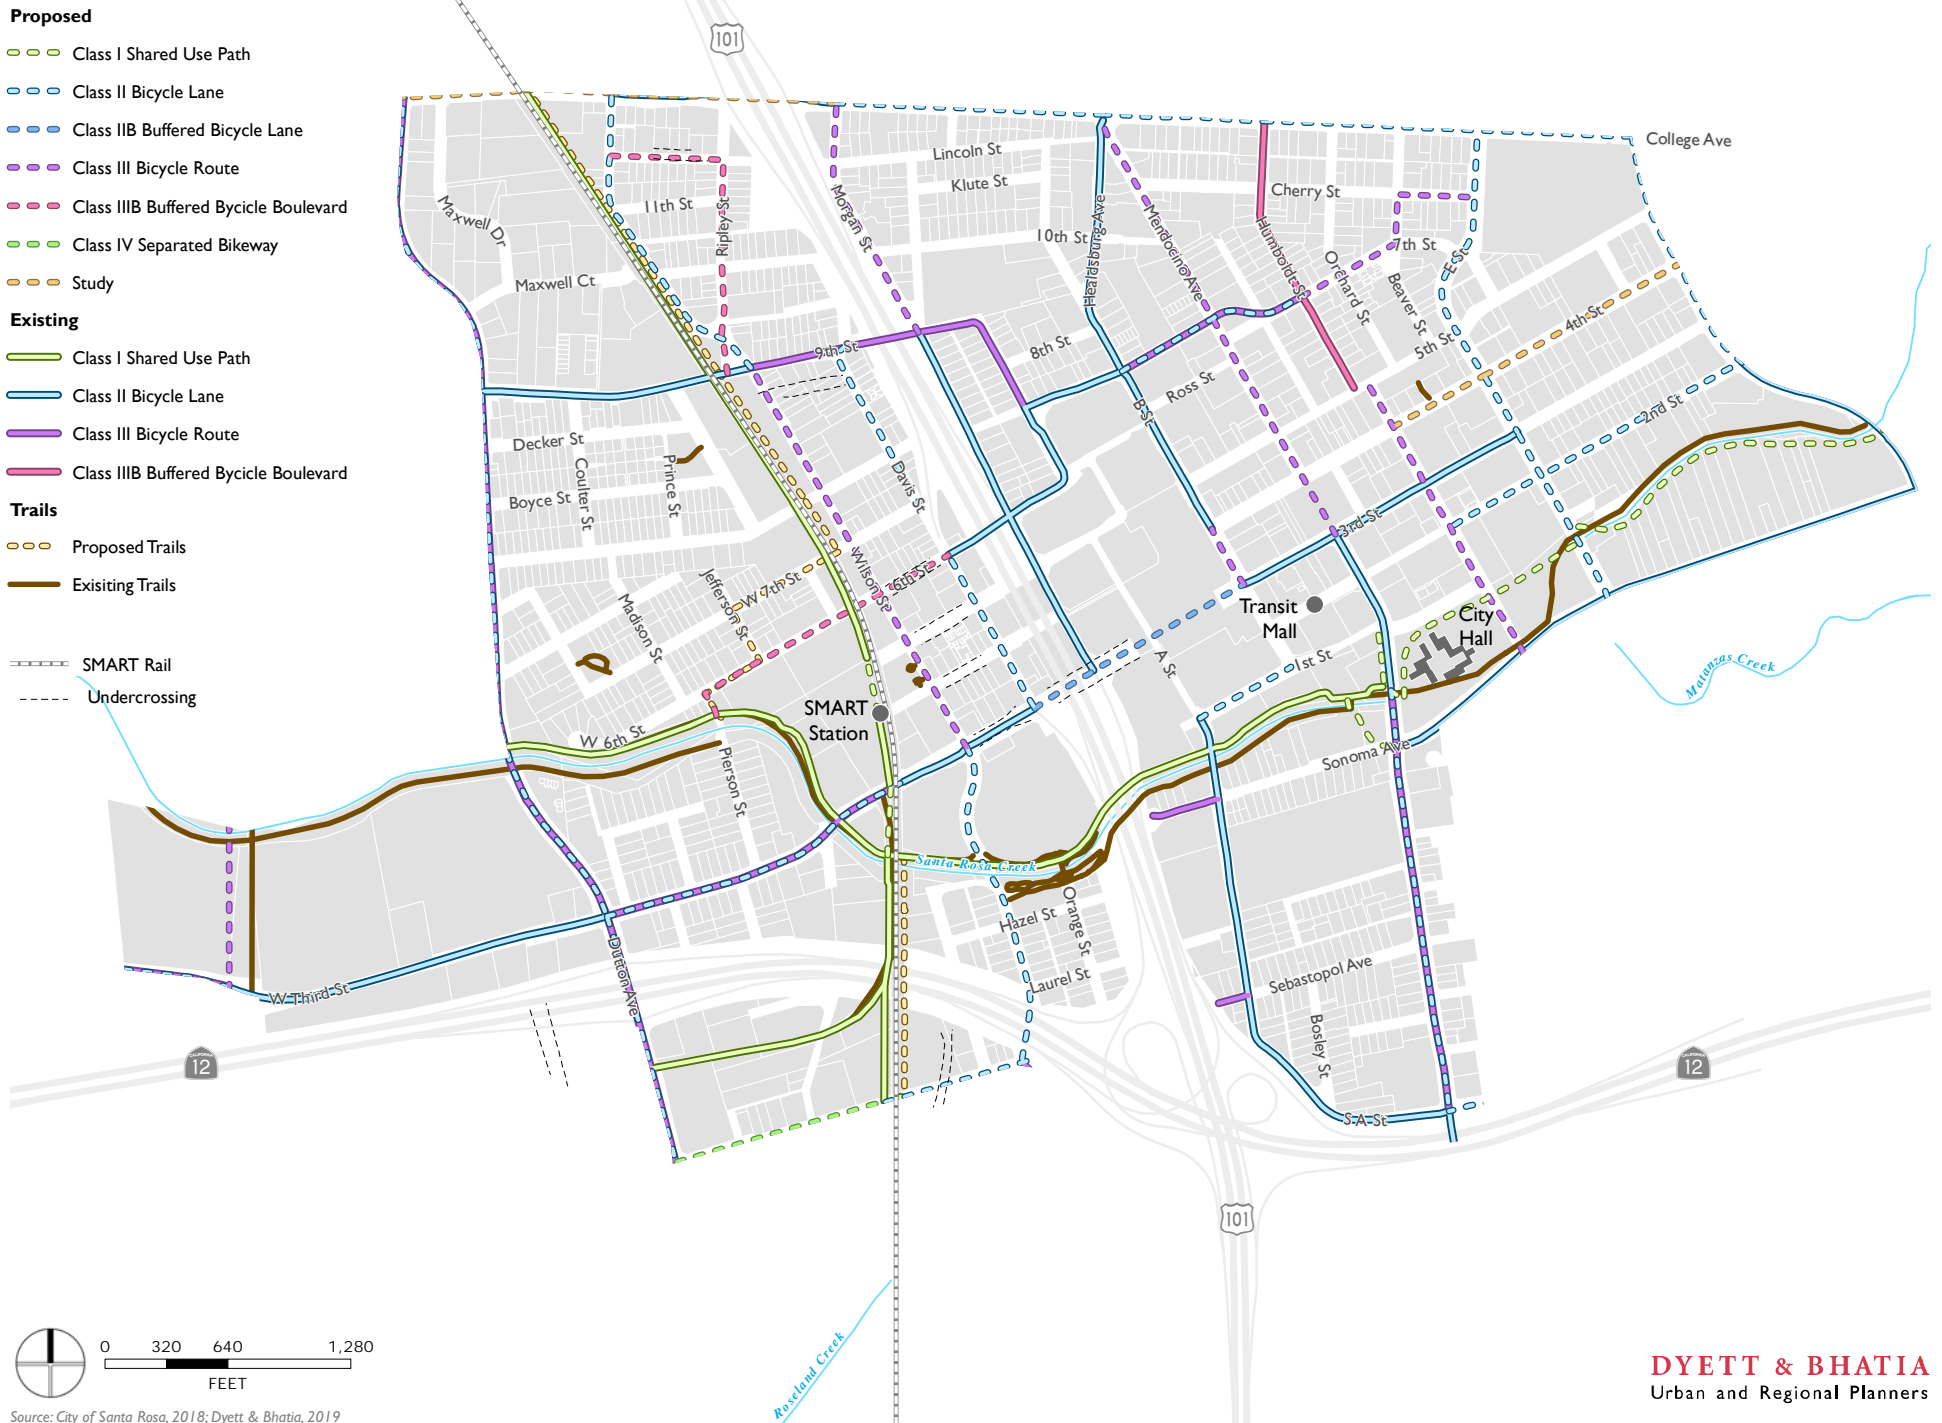 Proposed
Class I Shared Use Path
Class II Bicycle Lane
Class IIB Buffered Bicycle Lane
Class III Bicycle Route
Class IIIB Buffered Bycicle Boulevard
Class IV Separated Bikeway
Study
Existing
Class I Shared Use Path
Class II Bicycle Lane
Class III Bicycle Route
Class IIIB Buffered Bycicle Boulevard
Trails
Proposed Trails
Exisiting Trails
SMART Rail
Undercrossing
101
College Ave
Lincoln St
Klute St
Cherry St
11th St
Maxwell Dr
Ripley St
Morgan St
10th St
Healdsburg Ave
Mendocino Ave
Humboldt St
Orchard St
7th St
E St
Beaver St
Maxwell Ct
4th St
5th St
9th St
8th St
Ross St
B St
2nd St
Decker St
Coulter St
Prince St
Boyce St
Davis St
3rd St
Wilson St
6th St
W 7th St
Jefferson St
Madison St
Transit
Mall
City
Hall
A St
1st St
Matanzas Creek
SMART
Station
W 6th St
Pierson St
Sonoma Ave
Santa Rosa Creek
Hazel St
Orange St
Laurel St
Sebastopol Ave
Dutton Ave
W Third St
Bosley St
S A St
CALIFORNIA
12
CALIFORNIA
12
101
Roseland Creek
0 320 640 1,280
FEET
Source: City of Santa Rosa, 2018; Dyett & Bhatia, 2019
DYETT & BHATIA
Urban and Regional Planners